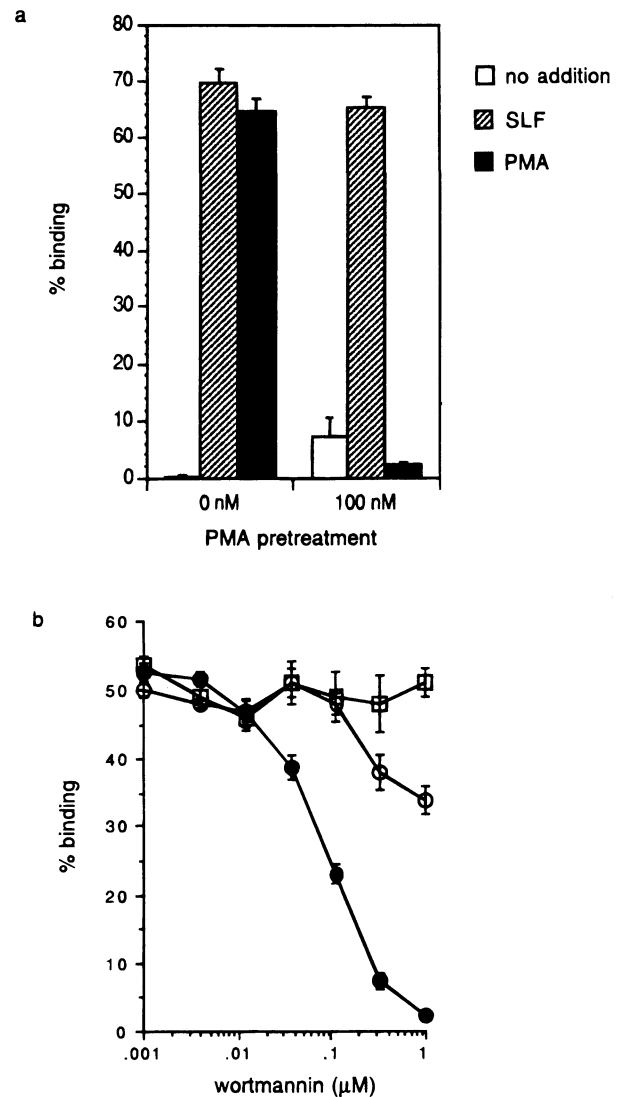 a
80
70
60
50
40
30
20
10
0
% binding
0 nM
100 nM
PMA pretreatment
no addition
SLF
PMA
b
60
50
40
30
20
10
0
% binding
.001
.01
.1
1
wortmannin (μM)